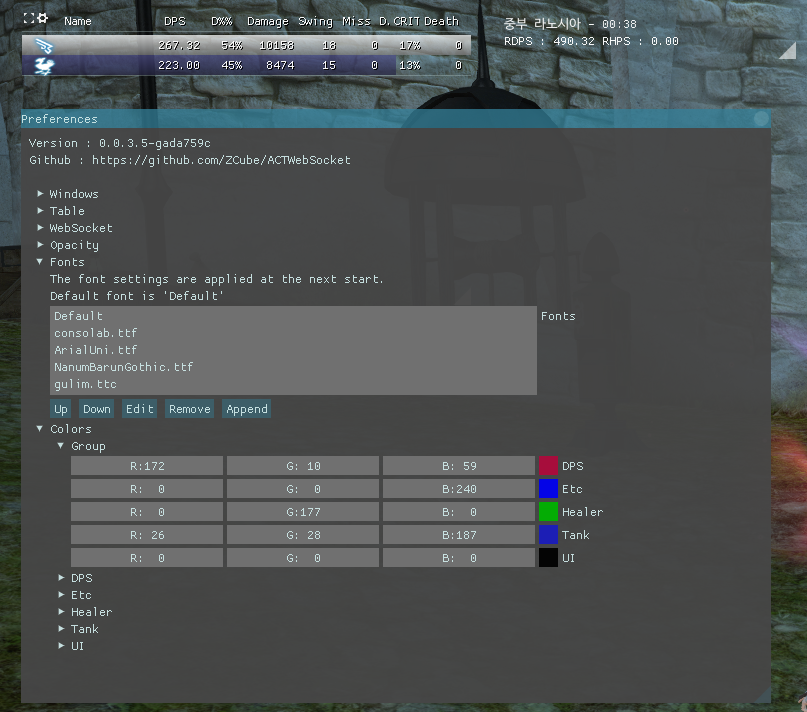 Name DPS D%% Damage Swing Miss D.CRIT Death
267.32 54% 10158 18 0 17% 0
223.00 45% 8474 15 0 13% 0
중부 라노시아 - 00:38
RDPS : 490.32 RHPS : 0.00
Preferences
Version : 0.0.3.5-gada759c
Github : https://github.com/ZCube/ACTWebSocket
Windows
Table
WebSocket
Opacity
Fonts
The font settings are applied at the next start.
Default font is 'Default'
Default
consolab.ttf
ArialUni.ttf
NanumBarunGothic.ttf
gulim.ttc
Fonts
Up Down Edit Remove Append
Colors
Group
R:172 G: 10 B: 59 DPS
R: 0 G: 0 B:240 Etc
R: 0 G:177 B: 0 Healer
R: 26 G: 28 B:187 Tank
R: 0 G: 0 B: 0 UI
DPS
Etc
Healer
Tank
UI